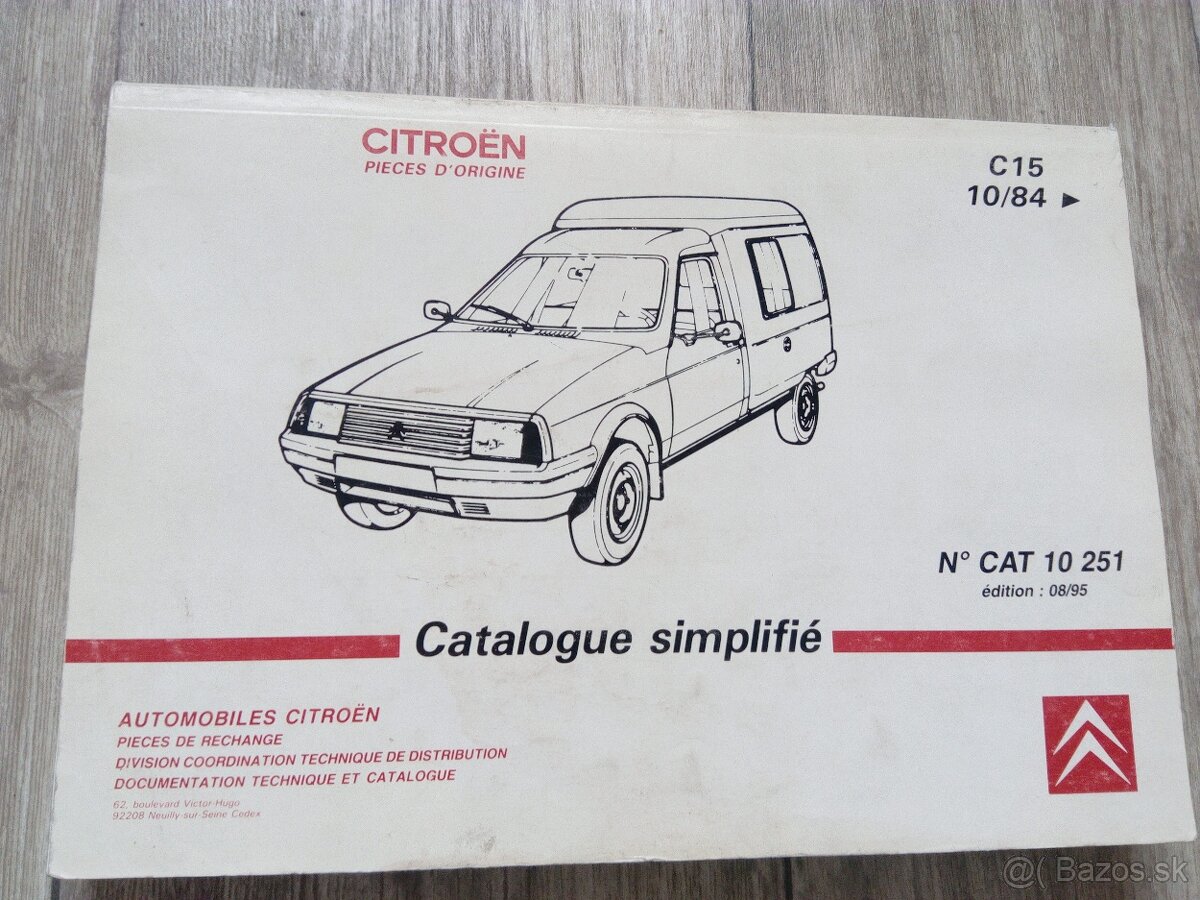 CITROËN
PIECES D'ORIGINE
C15
10/84 ►
N° CAT 10 251
édition : 08/95
Catalogue simplifié
AUTOMOBILES CITROËN
PIECES DE RECHANGE
DIVISION COORDINATION TECHNIQUE DE DISTRIBUTION
DOCUMENTATION TECHNIQUE ET CATALOGUE
62, boulevard Victor-Hugo
92208 Neuilly-sur-Seine Cedex
@( Bazos.sk